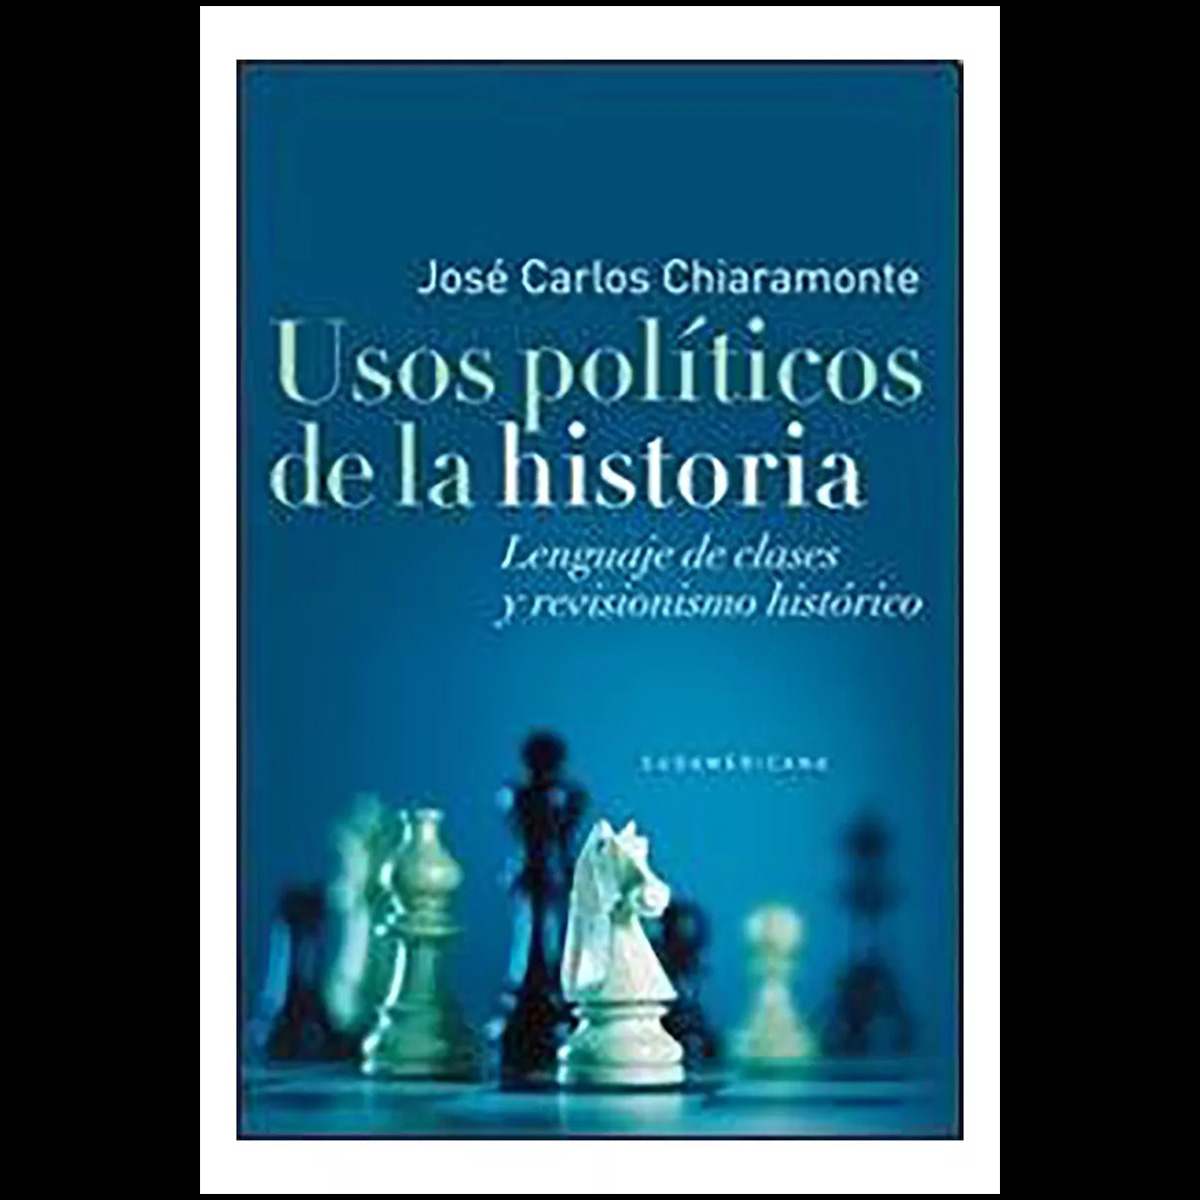 José Carlos Chiaramonte
Usos políticos
de la historia
Lenguaje de clases
y revisionismo histórico
SUDAMERICANA